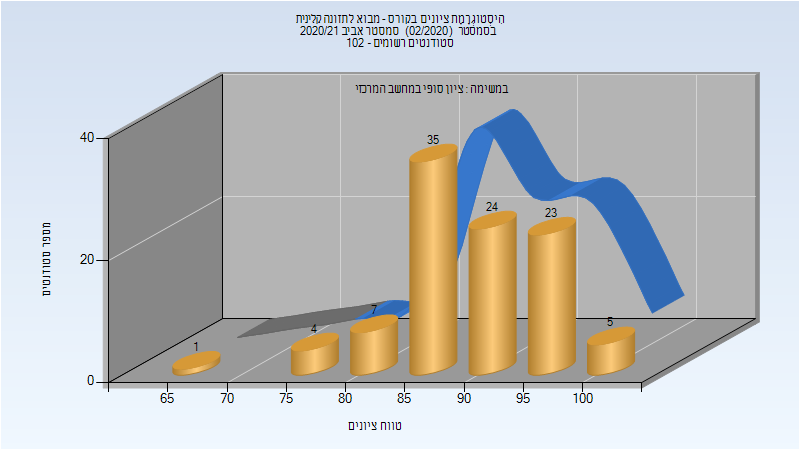 היסטוגרמת ציונים בקורס - מבוא לתזונה קלינית
בסמסטר (02/2020) סמסטר אביב 2020/21
סטודנטים רשומים - 102
במשימה : ציון סופי במחשב המרכזי
מספר סטודנטים
40
20
0
1
4
7
35
24
23
5
65 70 75 80 85 90 95 100
טווח ציונים